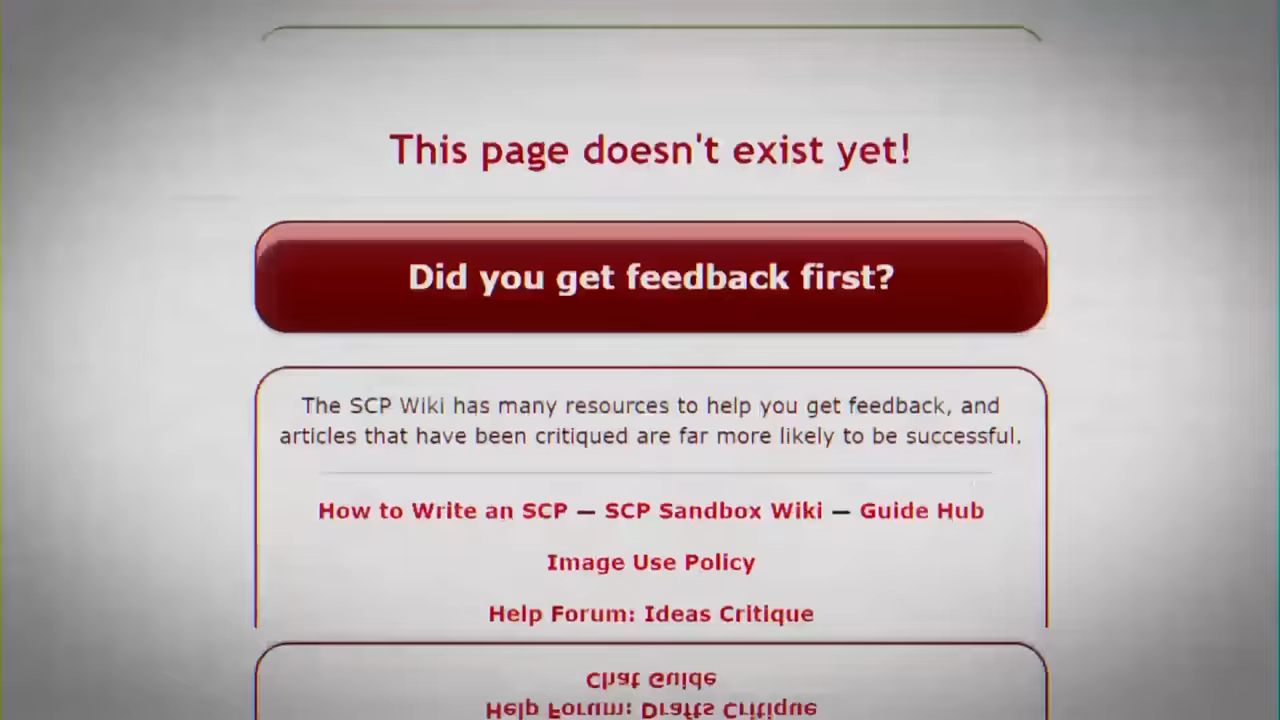 This page doesn't exist yet!
Did you get feedback first?
The SCP Wiki has many resources to help you get feedback, and
articles that have been critiqued are far more likely to be successful.
How to Write an SCP — SCP Sandbox Wiki — Guide Hub
Image Use Policy
Help Forum: Ideas Critique
Chat Guide
Help Forum: Drafts Critique